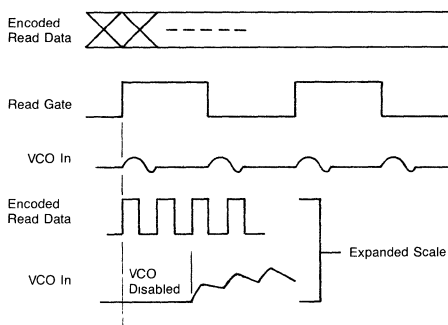 Encoded
Read Data
Read Gate
VCO In
Encoded
Read Data
Expanded Scale
VCO In
VCO
Disabled